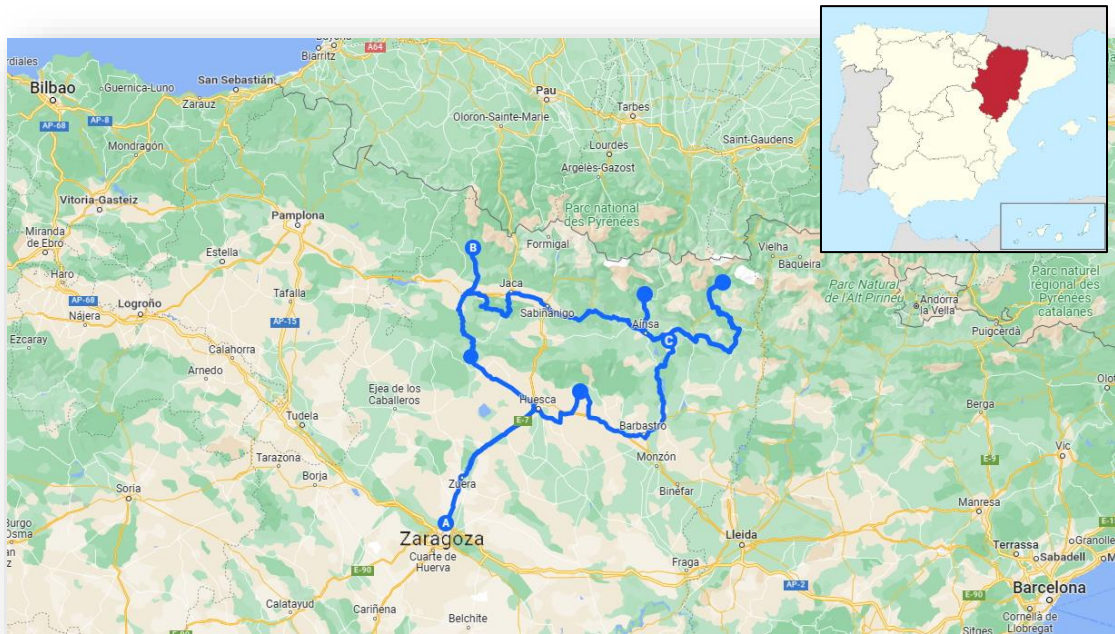 A64
Biarritz
San Sebastián
Bilbao
Guernica-Luno
Zarauz
AP-68
AP-8
Mondragón
Pau
Oloron-Sainte-Marie
Tarbes
Lourdes
Saint-Gaudens
Argelès-Gazost
Vitoria-Gasteiz
Pamplona
Miranda
de Ebro
Estella
Haro
Parc national
des Pyrénées
B
Formigal
Vielha
Baqueira
Parc Natural
de l'Alt Pirineu
Andorra
la Vella
Parc naturel
régional des
Pyrénées
catalanes
Jaca
Tafalla
AP-68
Logroño
Nájera
AP-15
Sabiñánigo
Aínsa
C
Puigcerdà
Ezcaray
Calahorra
Arnedo
Ejea de los
Caballeros
Huesca
E-7
Barbastro
Berga
Tudela
Monzón
Tarazona
Borja
Soria
Zuera
Binéfar
E-9
Vic
Manresa
A
Zaragoza
Cuarte de
Huerva
Lleida
Terrassa
Sabadell
Granolle
E-90
Fraga
AP-2
E-90
Barcelona
Calatayud
Cariñena
Belchite
Cornellà de
Llobregat
Sitges